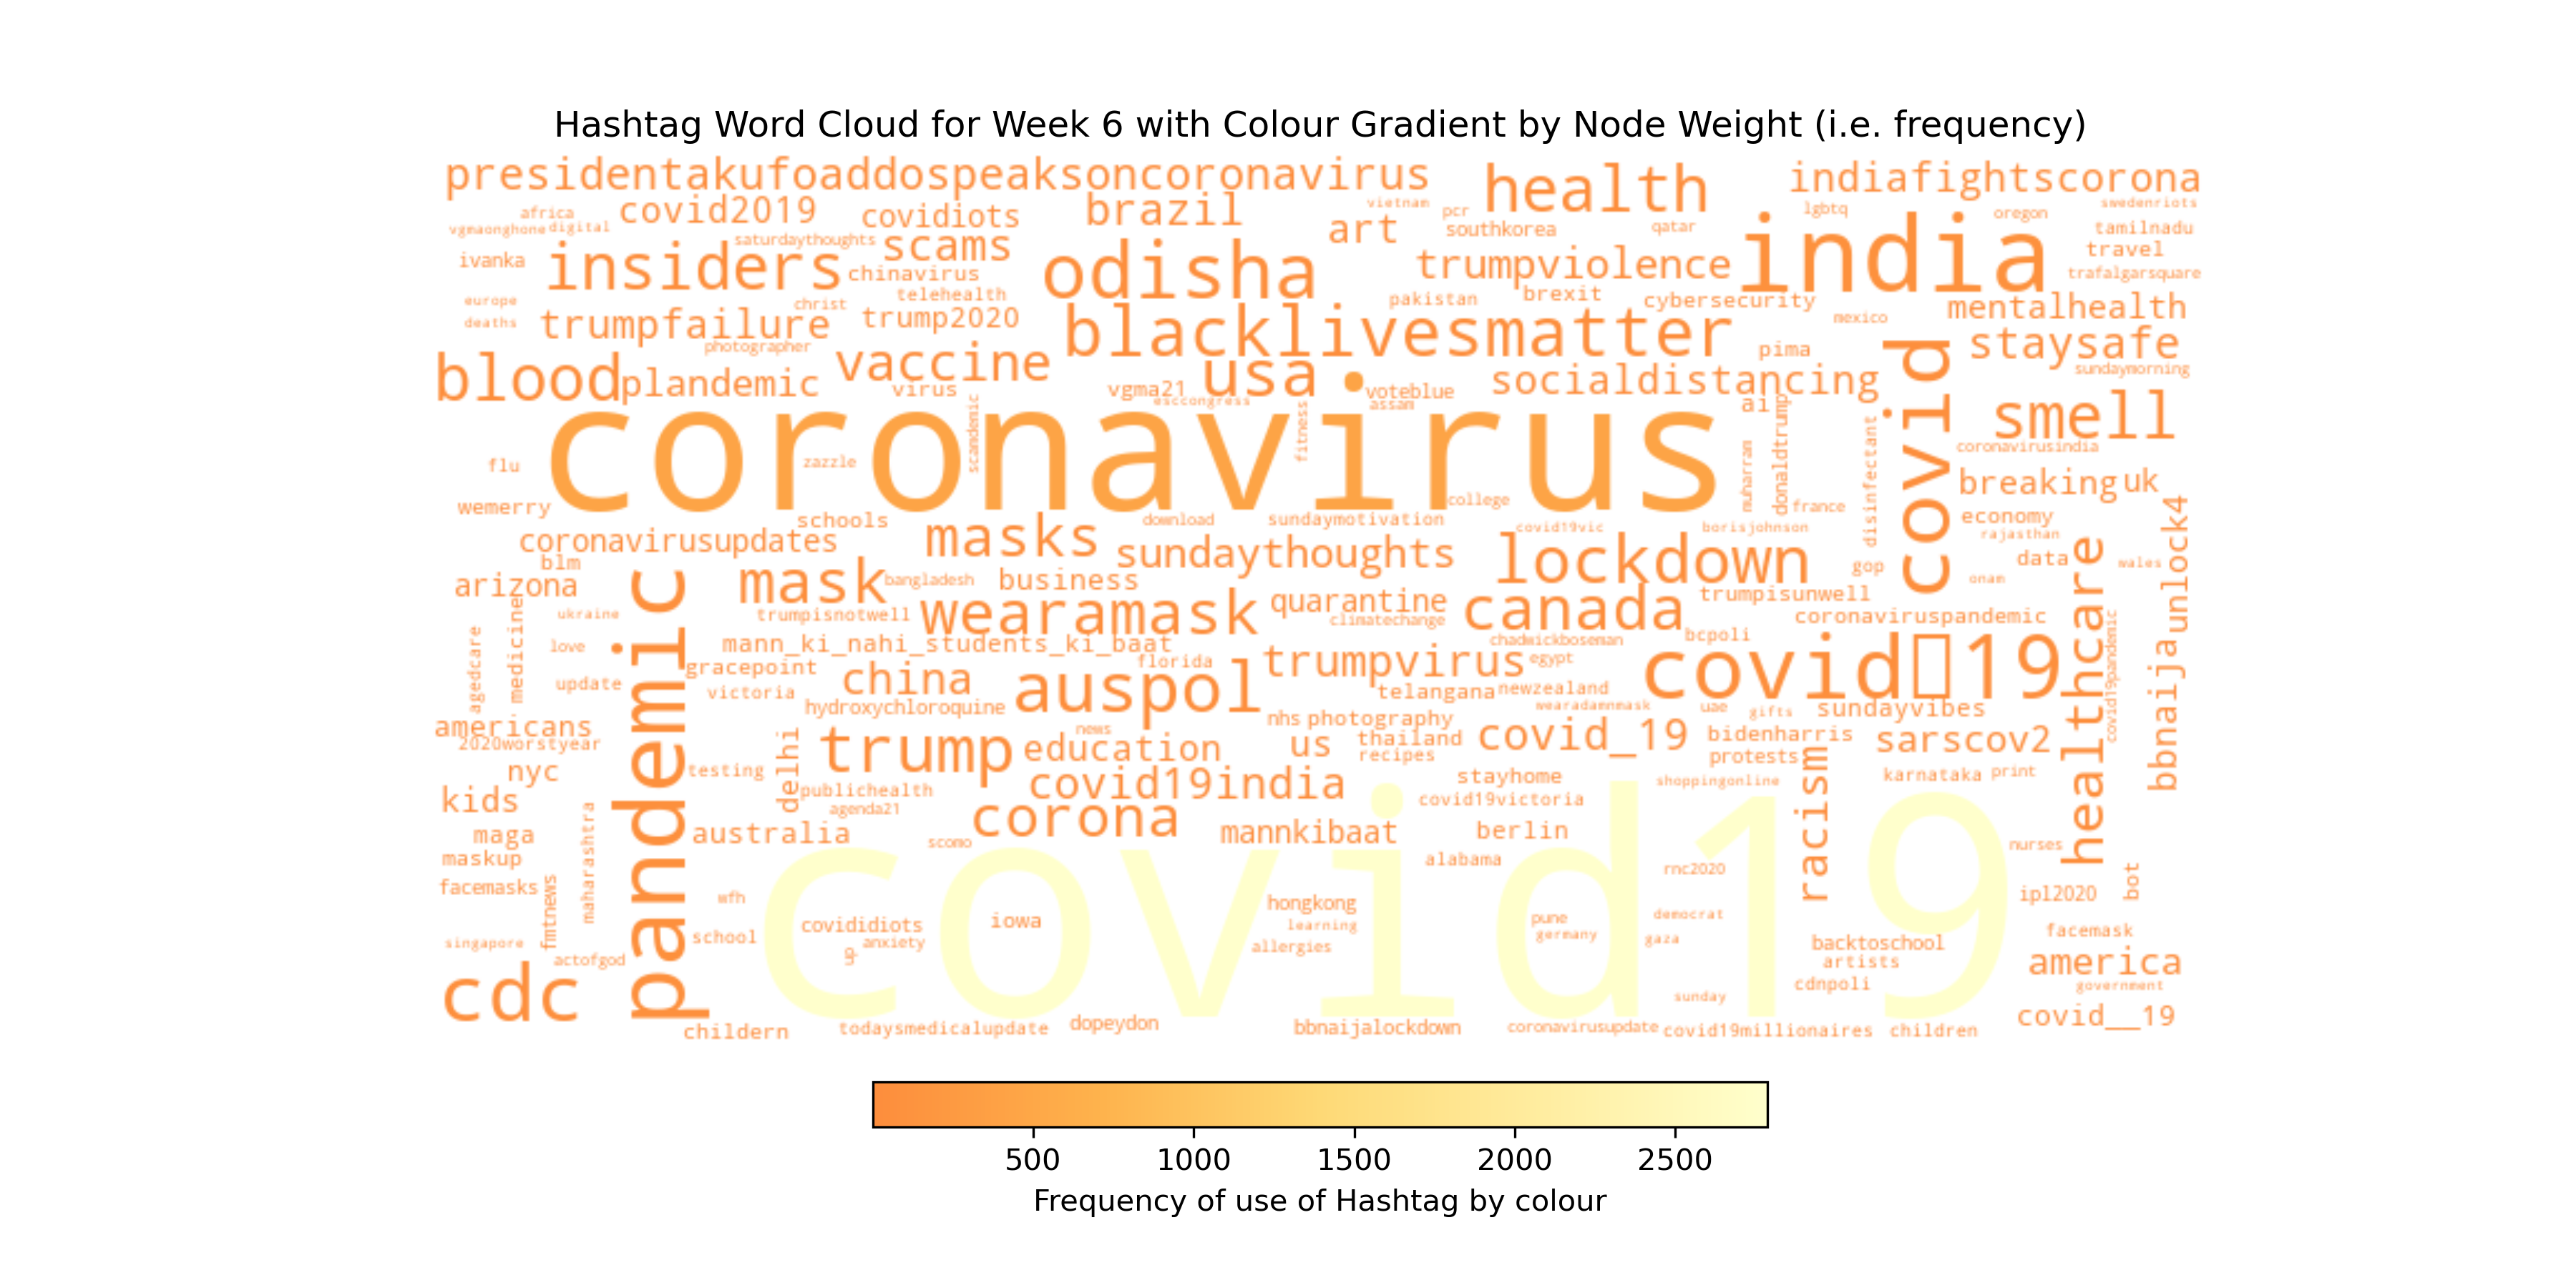 Hashtag Word Cloud for Week 6 with Colour Gradient by Node Weight (i.e. frequency)
presidentakufoaddospeaksoncoronavirus
health
indiafightscorona
africa
covid2019
covidiots
brazil
vietnam
pcr
lgbtq
oregon
swedenriots
vgmaonghone
digital
saturdaythoughts
scams
art
southkorea
qatar
india
tamilnadu
travel
ivanka
insiders
chinavirus
odisha
trumpviolence
trafalgarsquare
europe
christ
telehealth
pakistan
brexit
cybersecurity
mentalhealth
deaths
trumpfailure
trump2020
blacklivesmatter
mexico
photographer
vaccine
pima
covid
staysafe
blood
plandemic
virus
vgma21
usa
voteblue
socialdistancing
sundaymorning
esccongress
assam
ai
smell
coronavirus
scandemic
fitness
donaldtrump
muharram
disinfectant
coronavirusindia
flu
zazzle
college
france
breaking
uk
wemerry
schools
masks
download
sundaymotivation
covid19vic
borisjohnson
economy
unlock4
rajasthan
coronavirusupdates
sundaythoughts
lockdown
healthcare
blm
gop
data
wales
arizona
pandemic
mask
bangladesh
business
onam
medicine
ukraine
trumpisnotwell
wearamask
quarantine
climatechange
canada
trumpisunwell
coronaviruspandemic
agedcare
love
mann_ki_nahi_students_ki_baat
chadwickboseman
bcpoli
covid19pandemic
bbnaija
gracepoint
florida
trumpvirus
egypt
covid▯19
update
victoria
china
auspol
telangana
newzealand
hydroxychloroquine
wearadamnmask
uae
gifts
sundayvibes
americans
news
nhs
photography
2020worstyear
delhi
trump
education
us
thailand
covid_19
bidenharris
sarscov2
recipes
protests
racism
nyc
testing
stayhome
shoppingonline
karnataka
print
kids
publichealth
covid19india
covid19victoria
maharashtra
agenda21
corona
maga
australia
scomo
mannkibaat
berlin
nurses
maskup
alabama
covid19
rnc2020
facemasks
fmtnews
wfh
hongkong
ipl2020
bot
covididiots
iowa
learning
pune
democrat
singapore
school
anxiety
allergies
germany
gaza
backtoschool
facemask
actofgod
artists
america
cdc
cdnpoli
government
sunday
covid__19
childern
todaysmedicalupdate
dopeydon
bbnaijalockdown
coronavirusupdate
covid19millionaires
children
500 1000 1500 2000 2500
Frequency of use of Hashtag by colour